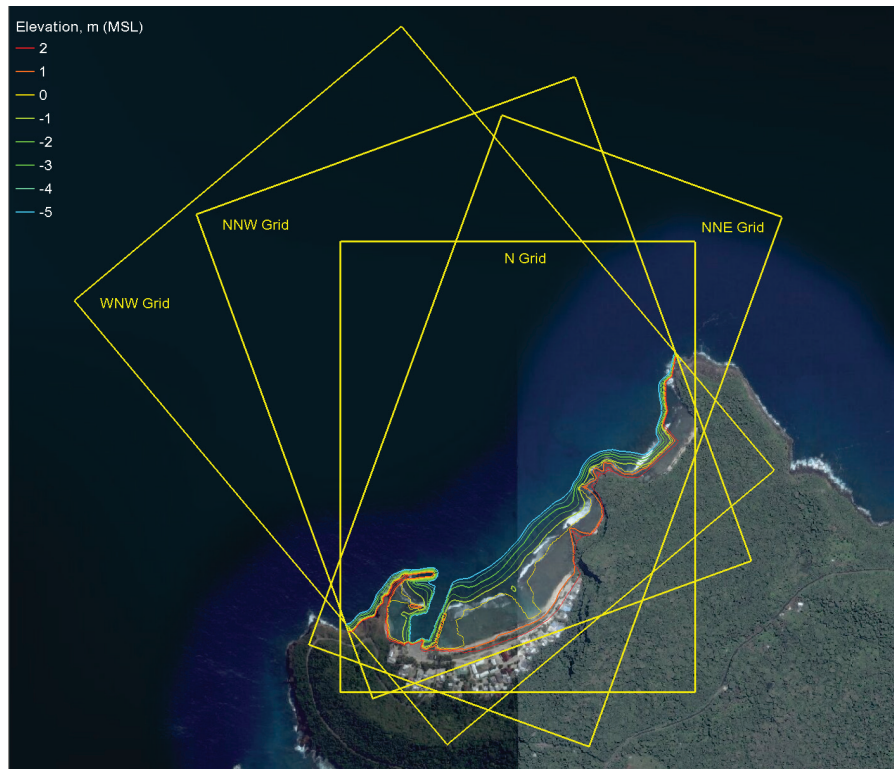 Elevation, m (MSL)
2
1
0
-1
-2
-3
-4
-5
NNW Grid
NNE Grid
N Grid
WNW Grid